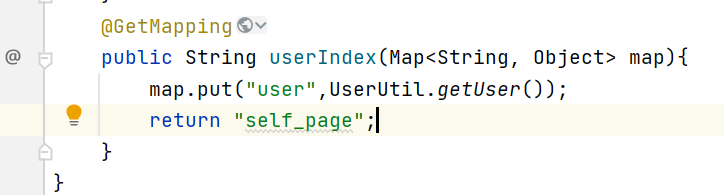 }
@GetMapping
@ public String userIndex(Map<String, Object> map){
map.put("user",UserUtil.getUser());
return "self_page";
}
}